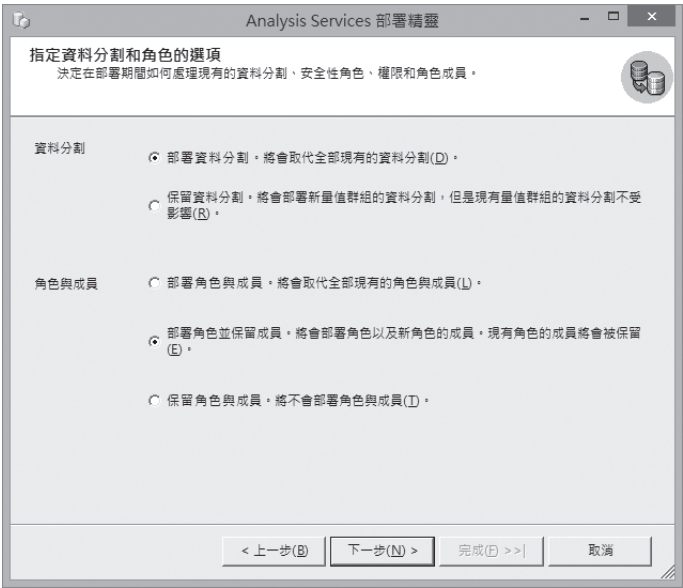 Analysis Services 部署精靈
指定資料分割和角色的選項
決定在部署期間如何處理現有的資料分割、安全性角色、權限和角色成員。
資料分割
部署資料分割。將會取代全部現有的資料分割(D)。
保留資料分割。將會部署新量值群組的資料分割，但是現有量值群組的資料分割不受
影響(R)。
角色與成員
部署角色與成員。將會取代全部現有的角色與成員(L)。
部署角色並保留成員。將會部署角色以及新角色的成員。現有角色的成員將會被保留
(E)。
保留角色與成員。將不會部署角色與成員(T)。
< 上一步(B)
下一步(N) >
完成(F) >>|
取消